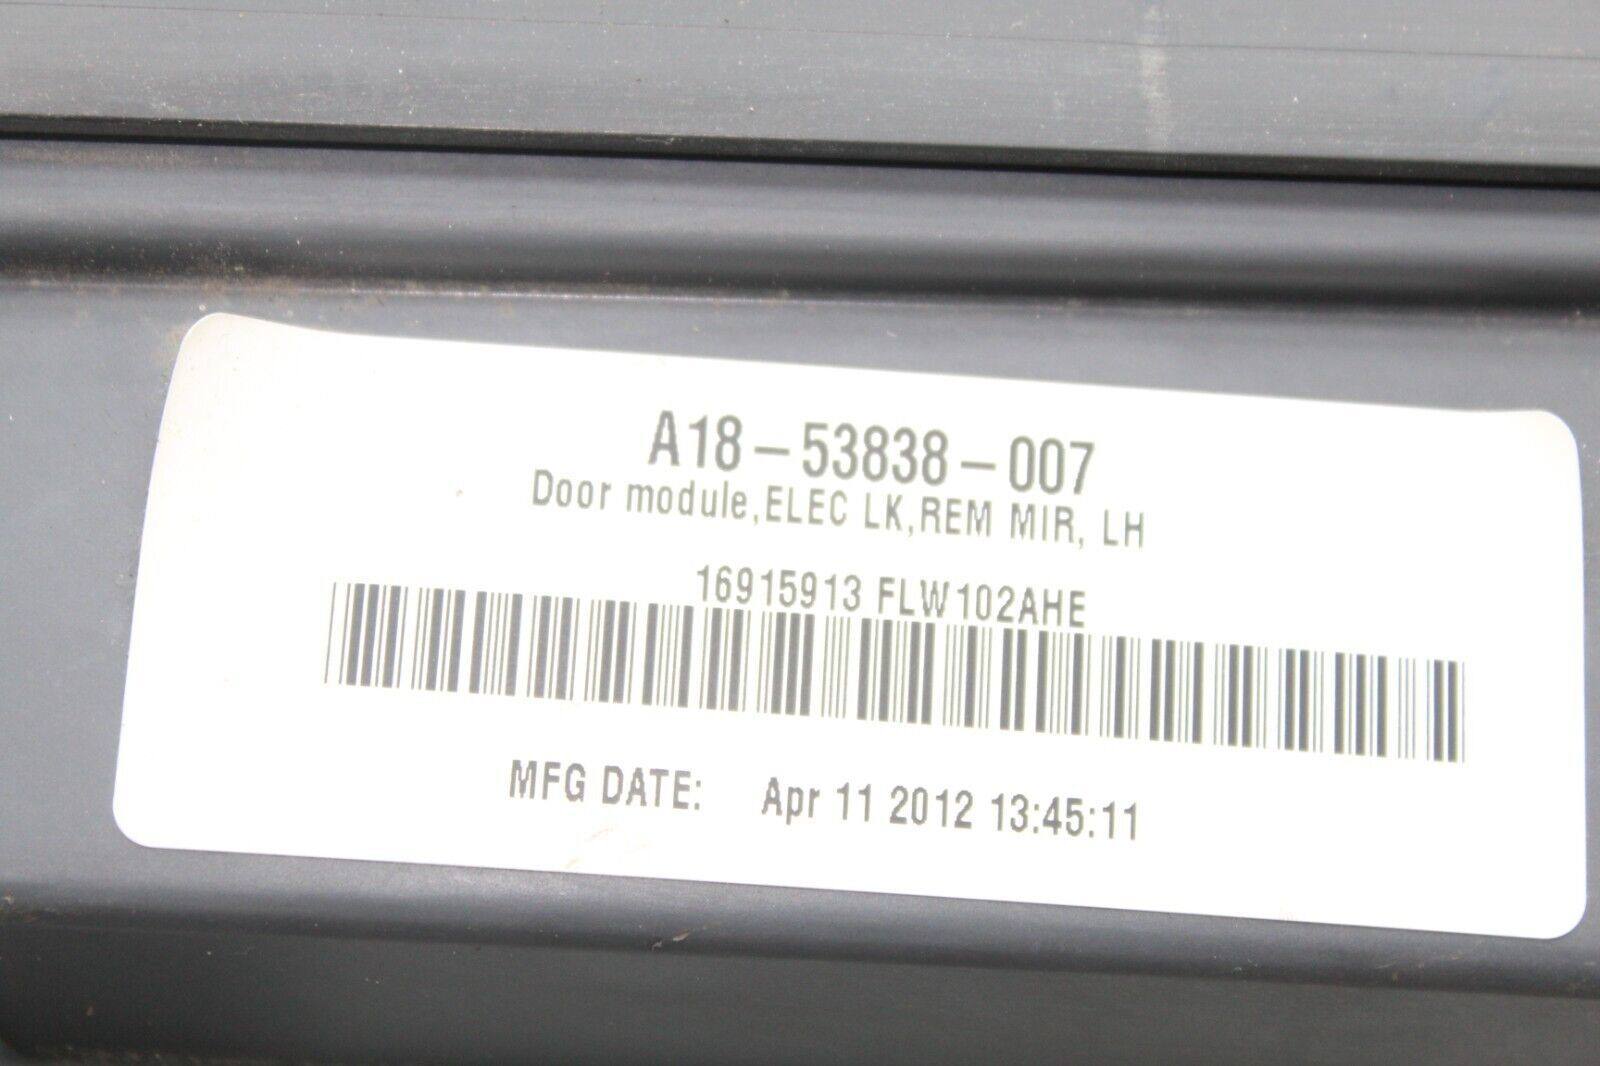 A18-53838-007
Door module,ELEC LK,REM MIR, LH
16915913 FLW102AHE
MFG DATE: Apr 11 2012 13:45:11